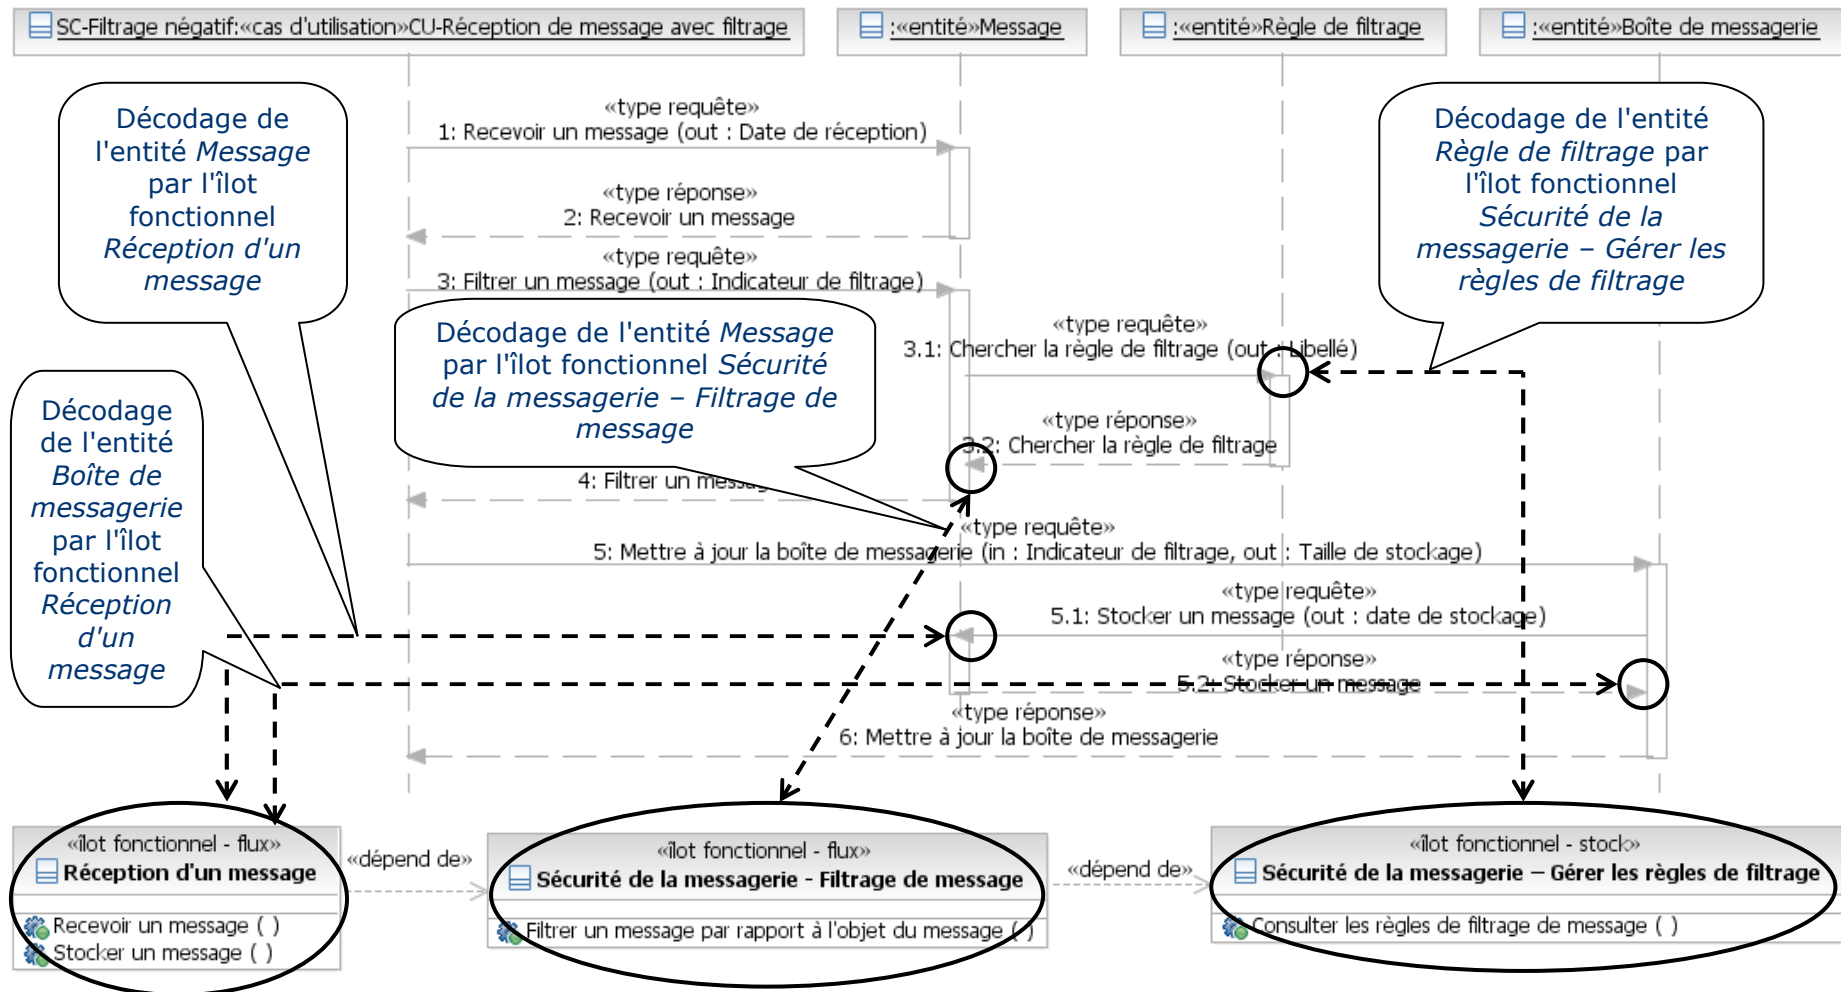 SC-Filtrage négatif:«cas d'utilisation»CU-Réception de message avec filtrage
:«entité»Message
:«entité»Règle de filtrage
:«entité»Boîte de messagerie
Décodage de
l'entité Message
par l'îlot
fonctionnel
Réception d'un
message
«type requête»
1: Recevoir un message (out : Date de réception)
«type réponse»
2: Recevoir un message
«type requête»
3: Filtrer un message (out : Indicateur de filtrage)
Décodage de l'entité
Règle de filtrage par
l'îlot fonctionnel
Sécurité de la
messagerie – Gérer les
règles de filtrage
Décodage de l'entité Message
par l'îlot fonctionnel Sécurité
de la messagerie – Filtrage de
message
«type requête»
3.1: Chercher la règle de filtrage (out : Libellé)
«type réponse»
3.2: Chercher la règle de filtrage
Décodage
de l'entité
Boîte de
messagerie
par l'îlot
fonctionnel
Réception
d'un
message
4: Filtrer un messag
«type requête»
5: Mettre à jour la boîte de messagerie (in : Indicateur de filtrage, out : Taille de stockage)
«type requête»
5.1: Stocker un message (out : date de stockage)
«type réponse»
5.2: Stocker un message
«type réponse»
6: Mettre à jour la boîte de messagerie
«îlot fonctionnel - flux»
Réception d'un message
Recevoir un message ( )
Stocker un message ( )
«dépend de»
«îlot fonctionnel - flux»
Sécurité de la messagerie - Filtrage de message
Filtrer un message par rapport à l'objet du message ( )
«dépend de»
«îlot fonctionnel - stock»
Sécurité de la messagerie – Gérer les règles de filtrage
Consulter les règles de filtrage de message ( )